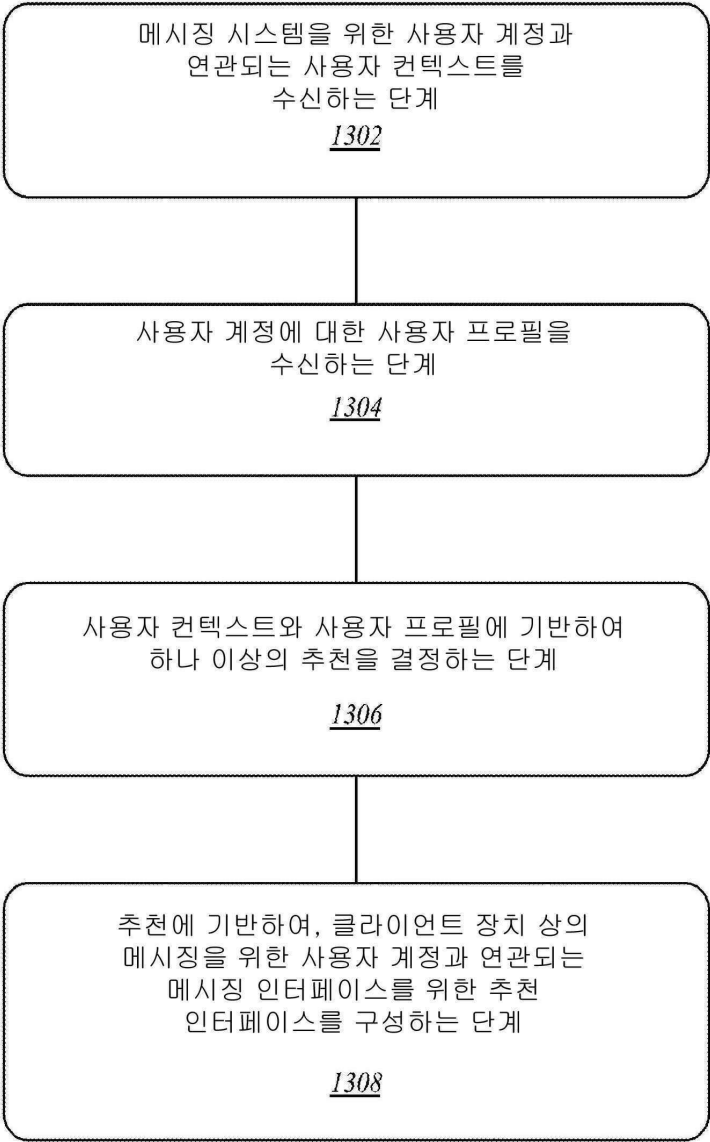 메시징 시스템을 위한 사용자 계정과
연관되는 사용자 컨텍스트를
수신하는 단계
1302
사용자 계정에 대한 사용자 프로필을
수신하는 단계
1304
사용자 컨텍스트와 사용자 프로필에 기반하여
하나 이상의 추천을 결정하는 단계
1306
추천에 기반하여, 클라이언트 장치 상의
메시징을 위한 사용자 계정과 연관되는
메시징 인터페이스를 위한 추천
인터페이스를 구성하는 단계
1308